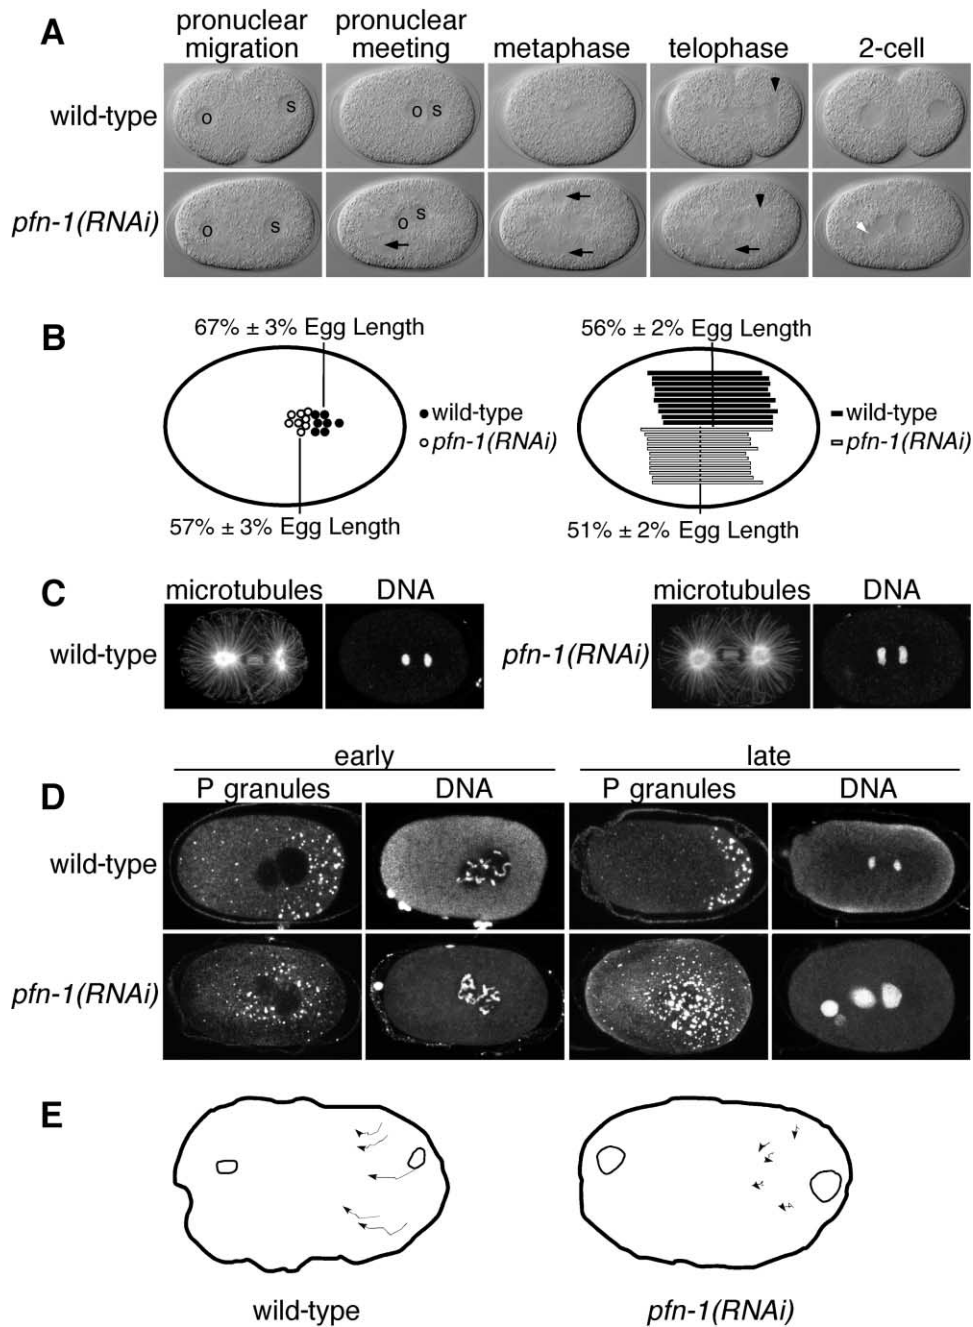 A
pronuclear migration
pronuclear meeting
metaphase
telophase
2-cell
wild-type
o s
o s
pfn-1(RNAi)
o s
o s
B
67% ± 3% Egg Length
56% ± 2% Egg Length
wild-type
pfn-1(RNAi)
wild-type
pfn-1(RNAi)
57% ± 3% Egg Length
51% ± 2% Egg Length
C
microtubules DNA
microtubules DNA
wild-type
pfn-1(RNAi)
early
late
D
P granules DNA P granules DNA
wild-type
pfn-1(RNAi)
E
wild-type
pfn-1(RNAi)